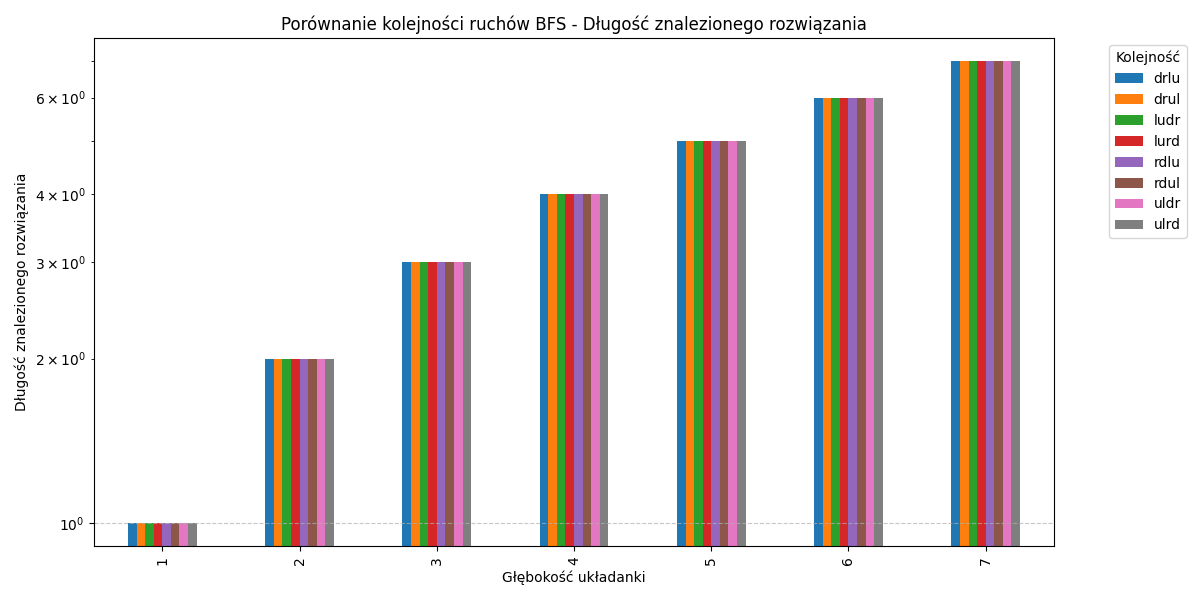 Porównanie kolejności ruchów BFS - Długość znalezionego rozwiązania
Długość znalezionego rozwiązania
6 × 10⁰
4 × 10⁰
3 × 10⁰
2 × 10⁰
10⁰
1 2 3 4 5 6 7
Głębokość układanki
Kolejność
drlu
drul
ludr
lurd
rdlu
rdul
uldr
ulrd